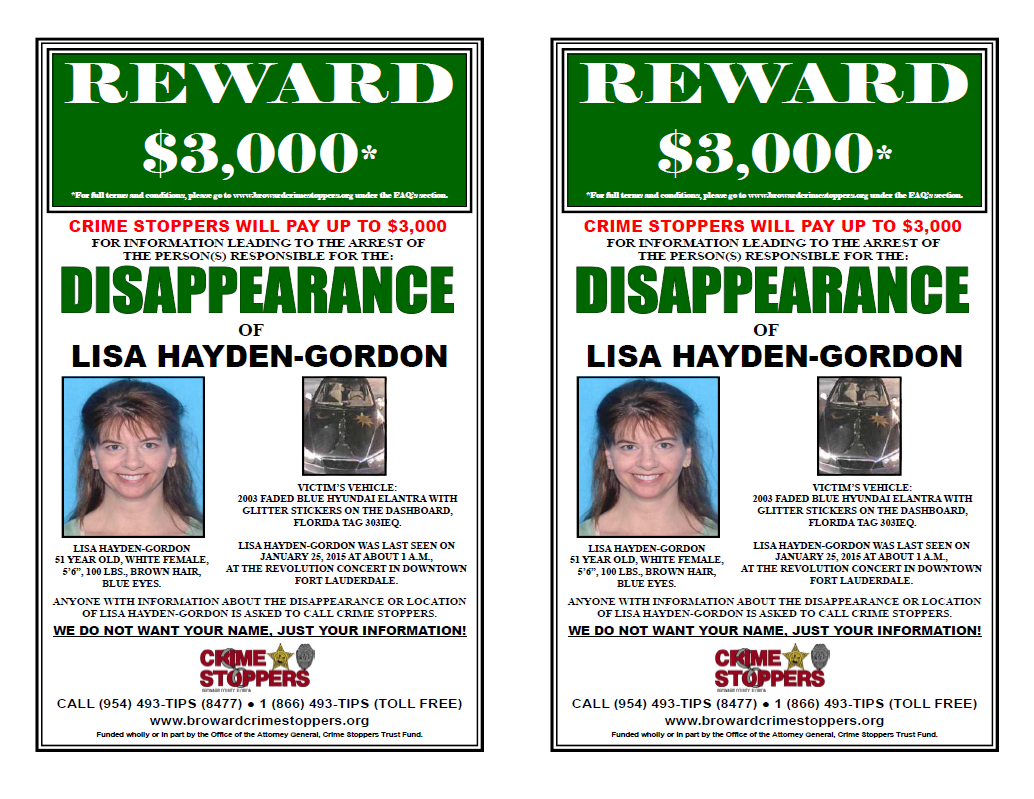 REWARD
$3,000*
*For full terms and conditions, please go to www.browardcrimestoppers.org under the FAQ's section.
CRIME STOPPERS WILL PAY UP TO $3,000
FOR INFORMATION LEADING TO THE ARREST OF
THE PERSON(S) RESPONSIBLE FOR THE:
DISAPPEARANCE
OF
LISA HAYDEN-GORDON
VICTIM'S VEHICLE:
2003 FADED BLUE HYUNDAI ELANTRA WITH
GLITTER STICKERS ON THE DASHBOARD,
FLORIDA TAG 303IEQ.
LISA HAYDEN-GORDON
51 YEAR OLD, WHITE FEMALE,
5'6", 100 LBS., BROWN HAIR,
BLUE EYES.
LISA HAYDEN-GORDON WAS LAST SEEN ON
JANUARY 25, 2015 AT ABOUT 1 A.M.,
AT THE REVOLUTION CONCERT IN DOWNTOWN
FORT LAUDERDALE.
ANYONE WITH INFORMATION ABOUT THE DISAPPEARANCE OR LOCATION
OF LISA HAYDEN-GORDON IS ASKED TO CALL CRIME STOPPERS.
WE DO NOT WANT YOUR NAME, JUST YOUR INFORMATION!
CRIME
STOPPERS
CALL (954) 493-TIPS (8477) ● 1 (866) 493-TIPS (TOLL FREE)
www.browardcrimestoppers.org
Funded wholly or in part by the Office of the Attorney General, Crime Stoppers Trust Fund.
REWARD
$3,000*
*For full terms and conditions, please go to www.browardcrimestoppers.org under the FAQ's section.
CRIME STOPPERS WILL PAY UP TO $3,000
FOR INFORMATION LEADING TO THE ARREST OF
THE PERSON(S) RESPONSIBLE FOR THE:
DISAPPEARANCE
OF
LISA HAYDEN-GORDON
VICTIM'S VEHICLE:
2003 FADED BLUE HYUNDAI ELANTRA WITH
GLITTER STICKERS ON THE DASHBOARD,
FLORIDA TAG 303IEQ.
LISA HAYDEN-GORDON
51 YEAR OLD, WHITE FEMALE,
5'6", 100 LBS., BROWN HAIR,
BLUE EYES.
LISA HAYDEN-GORDON WAS LAST SEEN ON
JANUARY 25, 2015 AT ABOUT 1 A.M.,
AT THE REVOLUTION CONCERT IN DOWNTOWN
FORT LAUDERDALE.
ANYONE WITH INFORMATION ABOUT THE DISAPPEARANCE OR LOCATION
OF LISA HAYDEN-GORDON IS ASKED TO CALL CRIME STOPPERS.
WE DO NOT WANT YOUR NAME, JUST YOUR INFORMATION!
CRIME
STOPPERS
CALL (954) 493-TIPS (8477) ● 1 (866) 493-TIPS (TOLL FREE)
www.browardcrimestoppers.org
Funded wholly or in part by the Office of the Attorney General, Crime Stoppers Trust Fund.